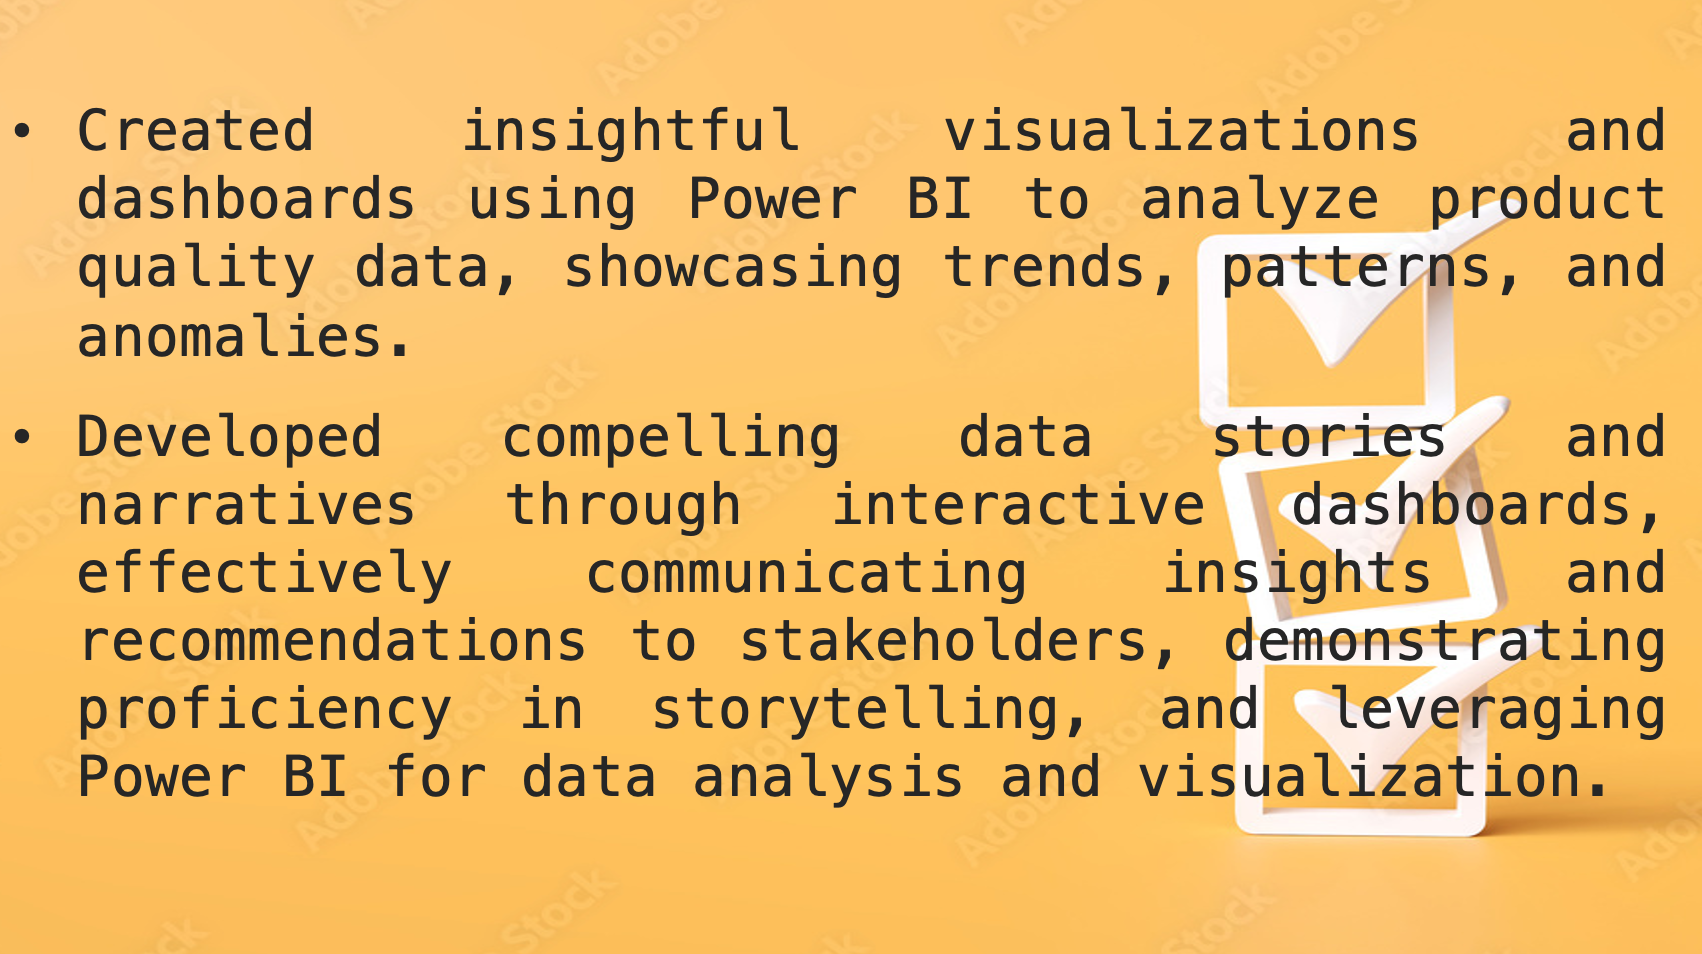 • Created insightful visualizations and
dashboards using Power BI to analyze product
quality data, showcasing trends, patterns, and
anomalies.
• Developed compelling data stories and
narratives through interactive dashboards,
effectively communicating insights and
recommendations to stakeholders, demonstrating
proficiency in storytelling, and leveraging
Power BI for data analysis and visualization.
Adobe Stock